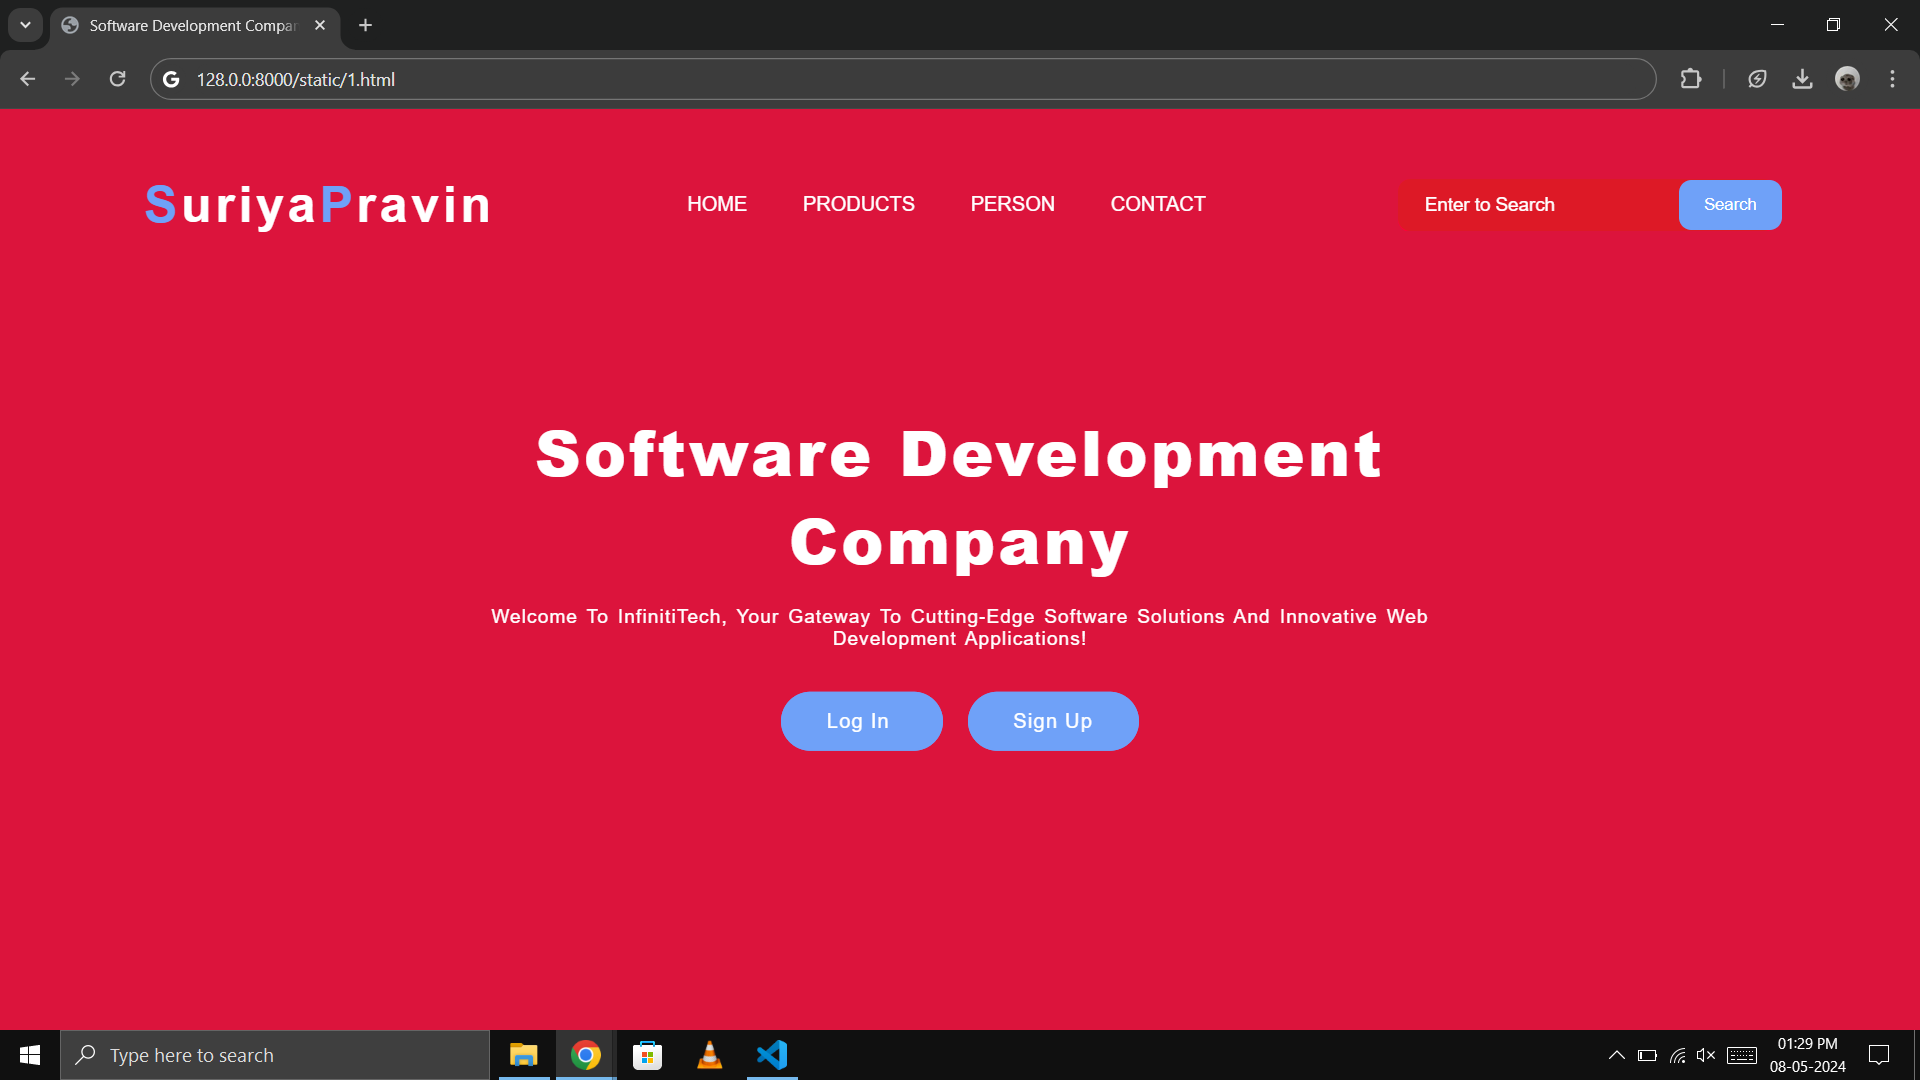 Software Development Compan
128.0.0:8000/static/1.html
SuriyaPravin
HOME PRODUCTS PERSON CONTACT
Enter to Search
Search
Software Development
Company
Welcome To InfinitiTech, Your Gateway To Cutting-Edge Software Solutions And Innovative Web
Development Applications!
Log In
Sign Up
Type here to search
01:29 PM
08-05-2024